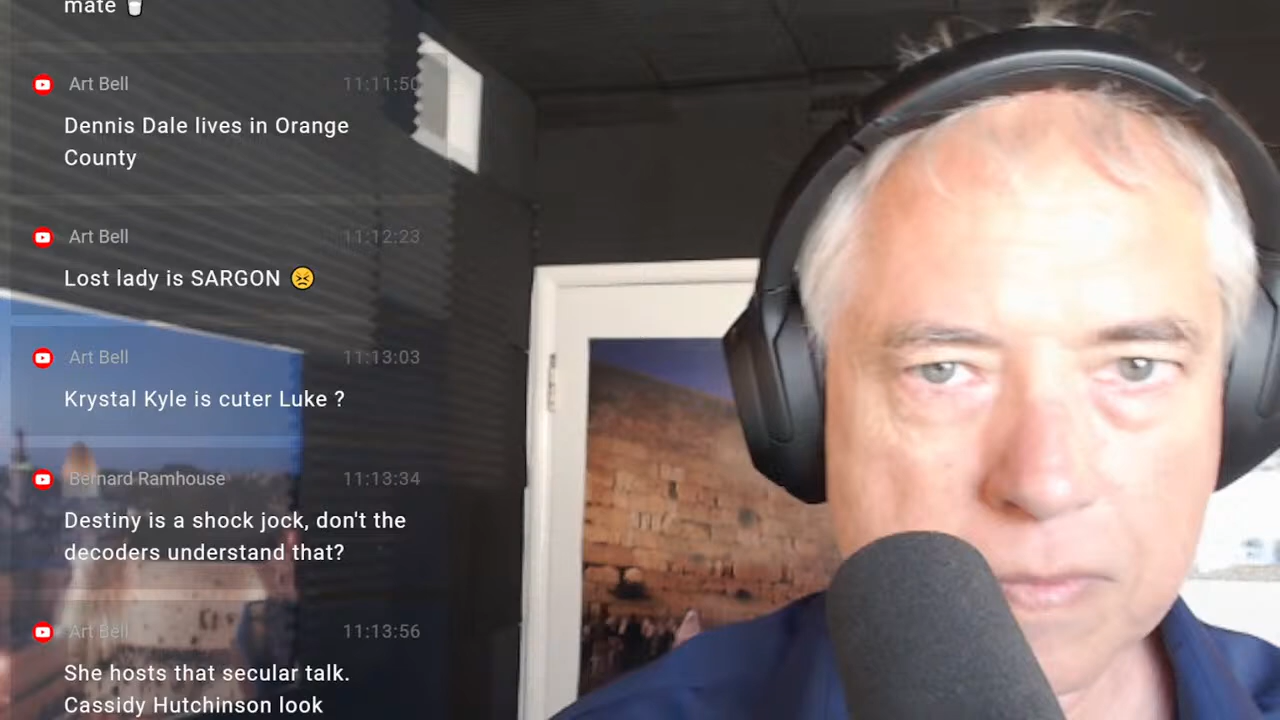 mate
Art Bell 11:11:50
Dennis Dale lives in Orange
County
Art Bell 11:12:23
Lost lady is SARGON 😣
Art Bell 11:13:03
Krystal Kyle is cuter Luke ?
Bernard Ramhouse 11:13:34
Destiny is a shock jock, don't the
decoders understand that?
Art Bell 11:13:56
She hosts that secular talk.
Cassidy Hutchinson look